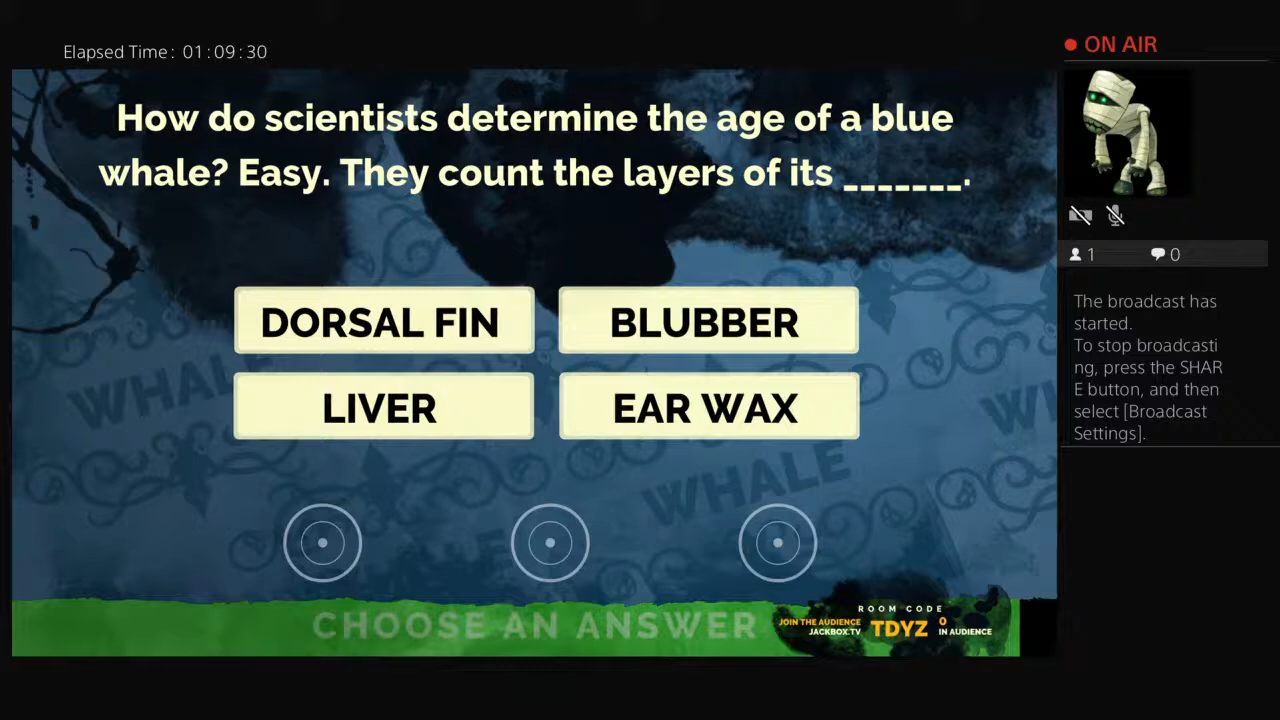 Elapsed Time: 01:09:30
ON AIR
How do scientists determine the age of a blue
whale? Easy. They count the layers of its _______.
1
0
The broadcast has
started.
To stop broadcasti
ng, press the SHAR
E button, and then
select [Broadcast
Settings].
DORSAL FIN
BLUBBER
LIVER
EAR WAX
WHALE
WHALE
CHOOSE AN ANSWER
ROOM CODE
JOIN THE AUDIENCE
JACKBOX.TV
TDYZ
0
IN AUDIENCE